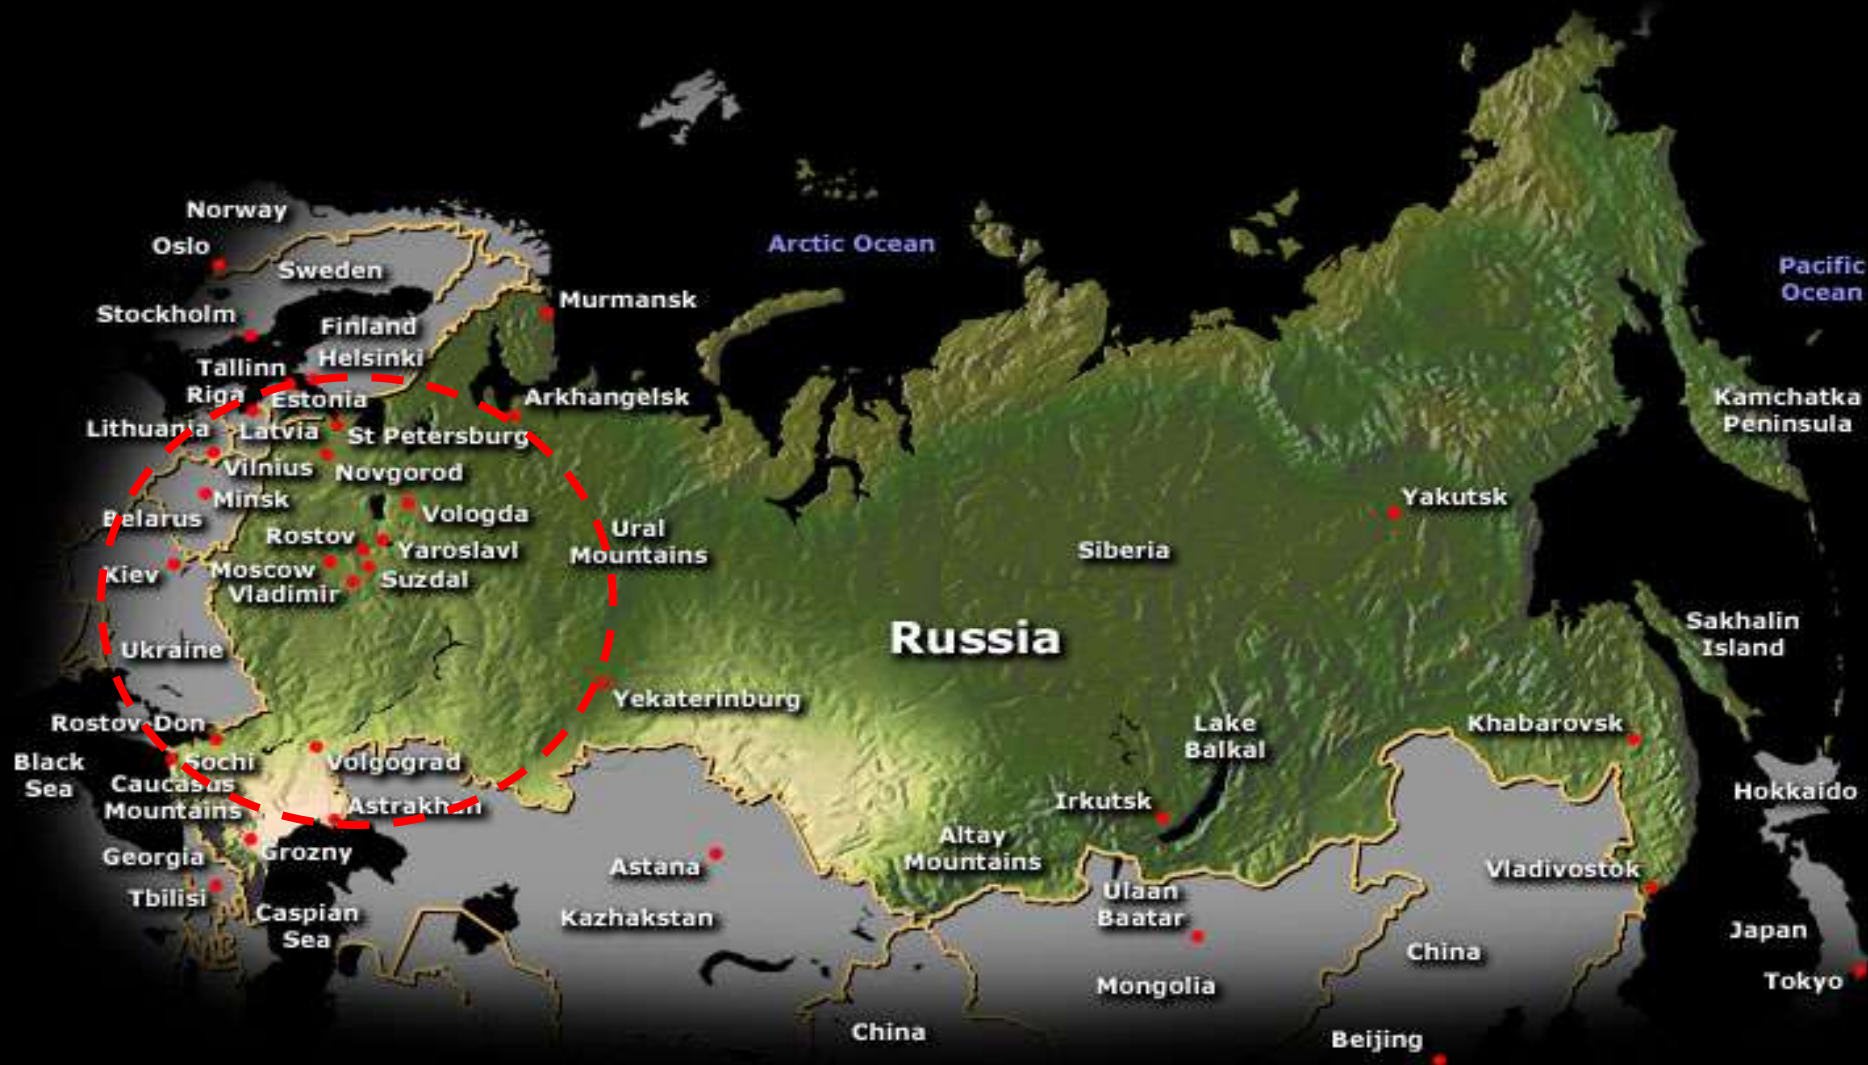 Norway
Oslo
Sweden
Arctic Ocean
Pacific
Ocean
Murmansk
Stockholm
Finland
Helsinki
Tallinn
Riga
Estonia
Arkhangelsk
Kamchatka
Peninsula
Lithuania
Latvia
St Petersburg
Vilnius
Novgorod
Minsk
Yakutsk
Belarus
Vologda
Rostov
Yaroslavl
Ural
Mountains
Siberia
Kiev
Moscow
Suzdal
Vladimir
Russia
Sakhalin
Island
Ukraine
Yekaterinburg
Rostov-Don
Lake
Balkal
Khabarovsk
Black
Sea
Sochi
Volgograd
Caucasus
Mountains
Astrakhan
Irkutsk
Hokkaido
Altay
Mountains
Georgia
Grozny
Astana
Vladivostok
Tbilisi
Ulaan
Baatar
Caspian
Sea
Kazhakstan
Japan
China
Mongolia
Tokyo
China
Beijing